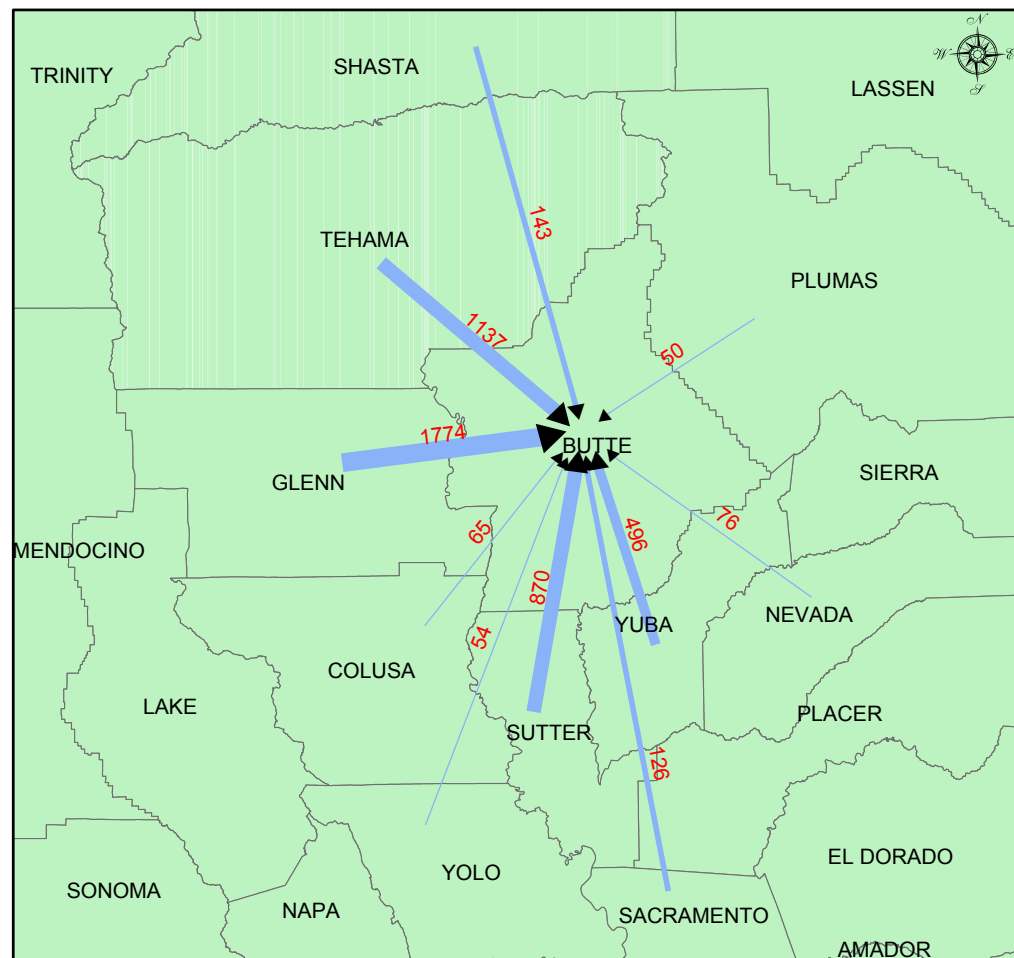 N
W
E
S
SHASTA
TRINITY
LASSEN
143
TEHAMA
PLUMAS
1137
50
1774
BUTTE
SIERRA
GLENN
76
65
496
MENDOCINO
870
NEVADA
YUBA
54
COLUSA
LAKE
PLACER
SUTTER
126
EL DORADO
YOLO
SONOMA
NAPA
SACRAMENTO
AMADOR